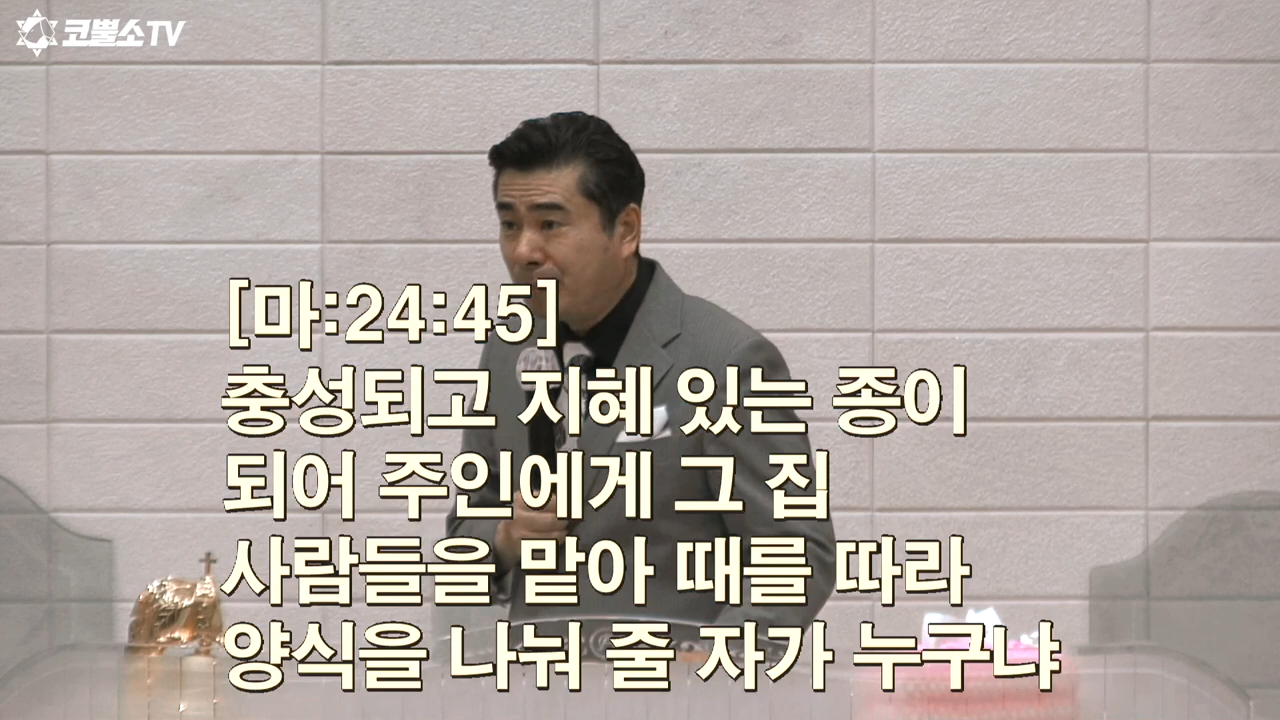 코뿔소TV
[마:24:45]
충성되고 지혜 있는 종이
되어 주인에게 그 집
사람들을 맡아 때를 따라
양식을 나눠 줄 자가 누구냐